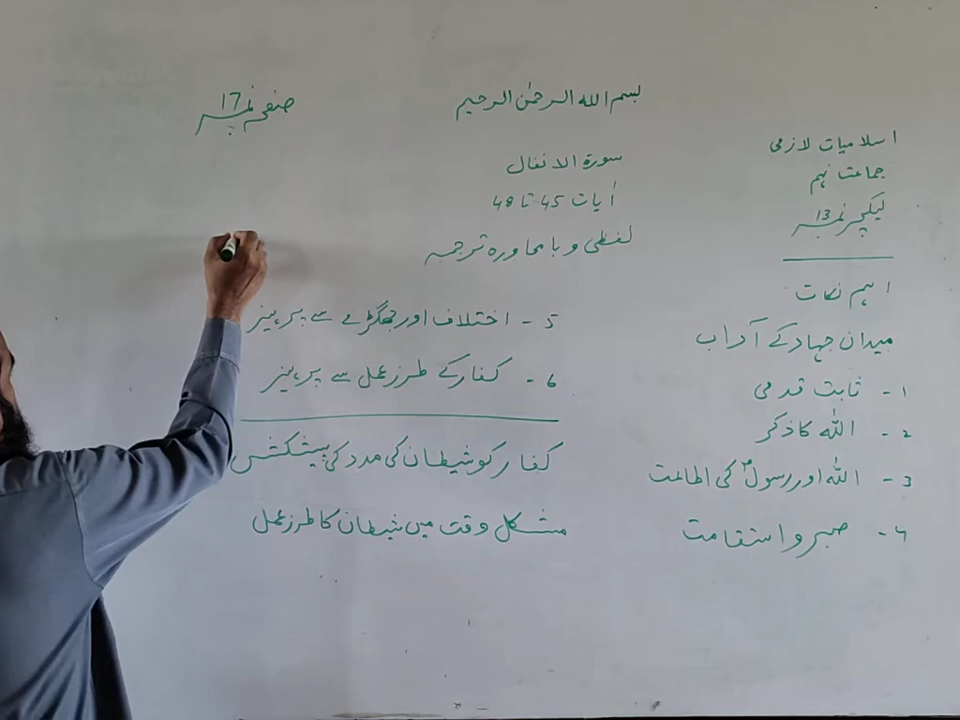 بسم الله الرحمٰن الرحيم
صفحہ نمبر 17
اسلامیات لازمی
جماعت نہم
لیکچر نمبر 13
سورۃ الانفال
آیات 45 تا 48
لفظی و بامحاورہ ترجمہ
اہم نکات
میدان جہاد کے آداب
1- ثابت قدمی
2- اللہ کا ذکر
3- اللہ اور رسولؐ کی اطاعت
4- صبر و استقامت
5- اختلاف اور جھگڑے سے پرہیز
6- کفار کے طرز عمل سے پرہیز
کفار کو شیطان کی مدد کی پیشکش
مشکل وقت میں شیطان کا طرز عمل